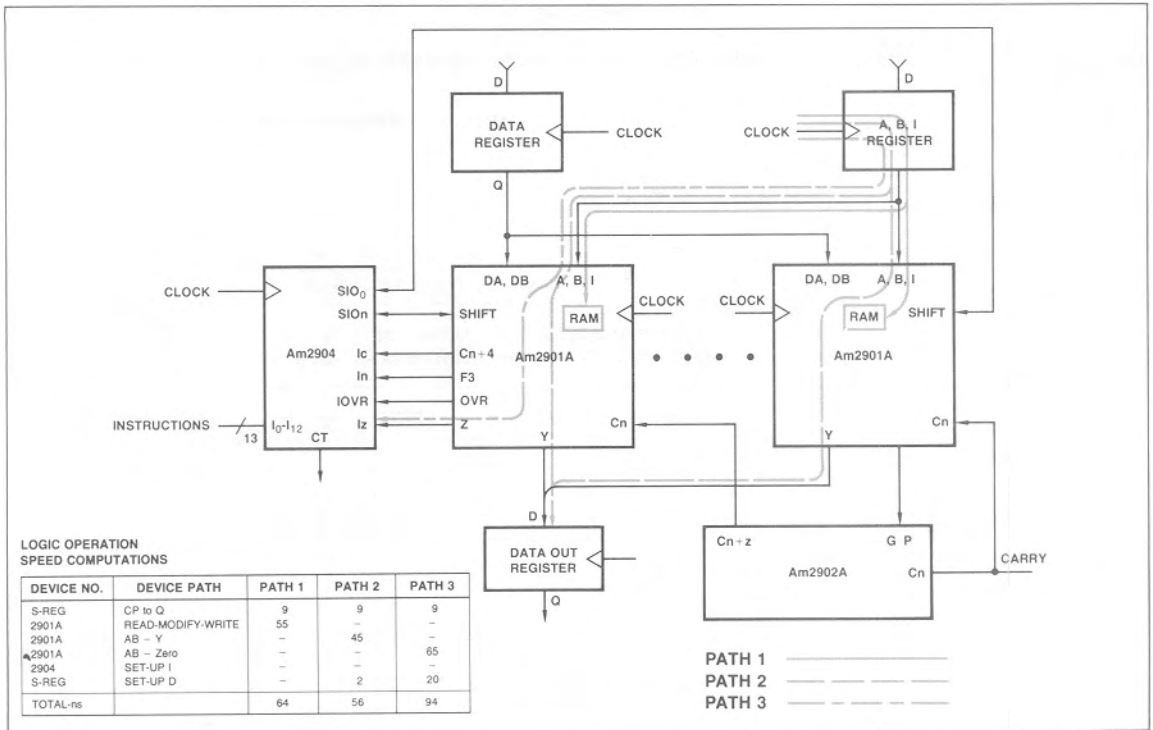 D
D
DATA
REGISTER
CLOCK
CLOCK
A, B, I
REGISTER
Q
CLOCK
SIO₀
SIOn
Am2904
Ic
In
IOVR
Iz
INSTRUCTIONS
13
I₀-I₁₂
CT
DA, DB
A, B, I
RAM
SHIFT
Am2901A
Cn+4
F3
OVR
Z
Y
Cn
CLOCK
CLOCK
DA, DB
A, B, I
RAM
SHIFT
Am2901A
Cn
Y
D
DATA OUT
REGISTER
Q
Cn+z
G P
Am2902A
Cn
CARRY
LOGIC OPERATION
SPEED COMPUTATIONS
DEVICE NO. DEVICE PATH PATH 1 PATH 2 PATH 3
S-REG CP to Q 9 9 9
2901A READ-MODIFY-WRITE 55 – –
2901A AB – Y – 45 –
2901A AB – Zero – – 65
2904 SET-UP I – – –
S-REG SET-UP D – 2 20
TOTAL-ns 64 56 94
PATH 1
PATH 2
PATH 3